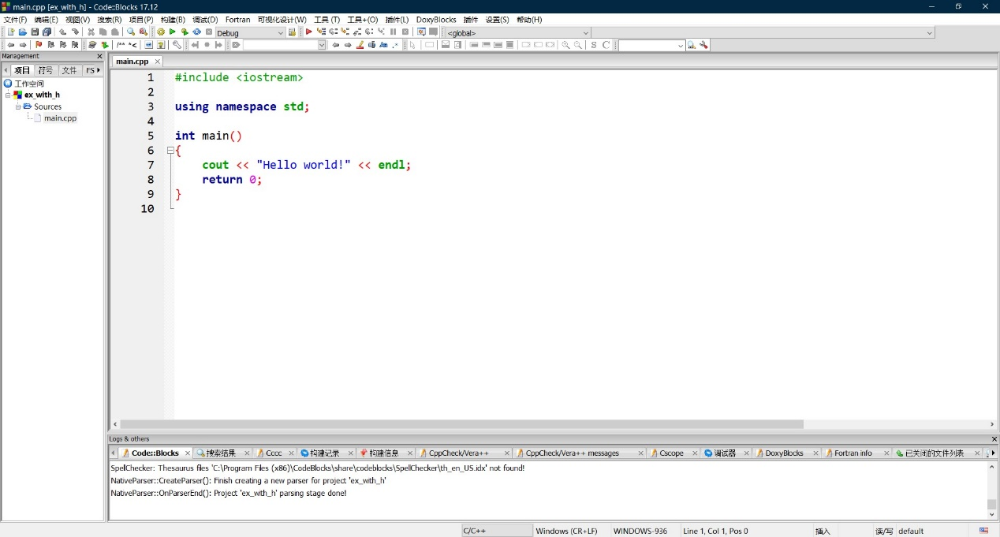 main.cpp [ex_with_h] - Code::Blocks 17.12
文件(F) 编辑(E) 视图(V) 搜索(R) 项目(P) 构建(B) 调试(D) Fortran 可视化设计(W) 工具 (T) 工具+(O) 插件(L) DoxyBlocks 插件 设置(S) 帮助(H)
Debug <global>
/** *< S C
Management
main.cpp
项目 符号 文件 FS
工作空间
ex_with_h
Sources
main.cpp
1 #include <iostream>
2
3 using namespace std;
4
5 int main()
6 {
7 cout << "Hello world!" << endl;
8 return 0;
9 }
10
Logs & others
Code::Blocks 搜索结果 Cccc 构建记录 构建信息 CppCheck/Vera++ CppCheck/Vera++ messages Cscope 调试器 DoxyBlocks Fortran info 已关闭的文件列表
SpellChecker: Thesaurus files 'C:\Program Files (x86)\CodeBlocks\share\codeblocks\SpellChecker\th_en_US.idx' not found!
NativeParser::CreateParser(): Finish creating a new parser for project 'ex_with_h'
NativeParser::OnParserEnd(): Project 'ex_with_h' parsing stage done!
C/C++ Windows (CR+LF) WINDOWS-936 Line 1, Col 1, Pos 0 插入 读/写 default